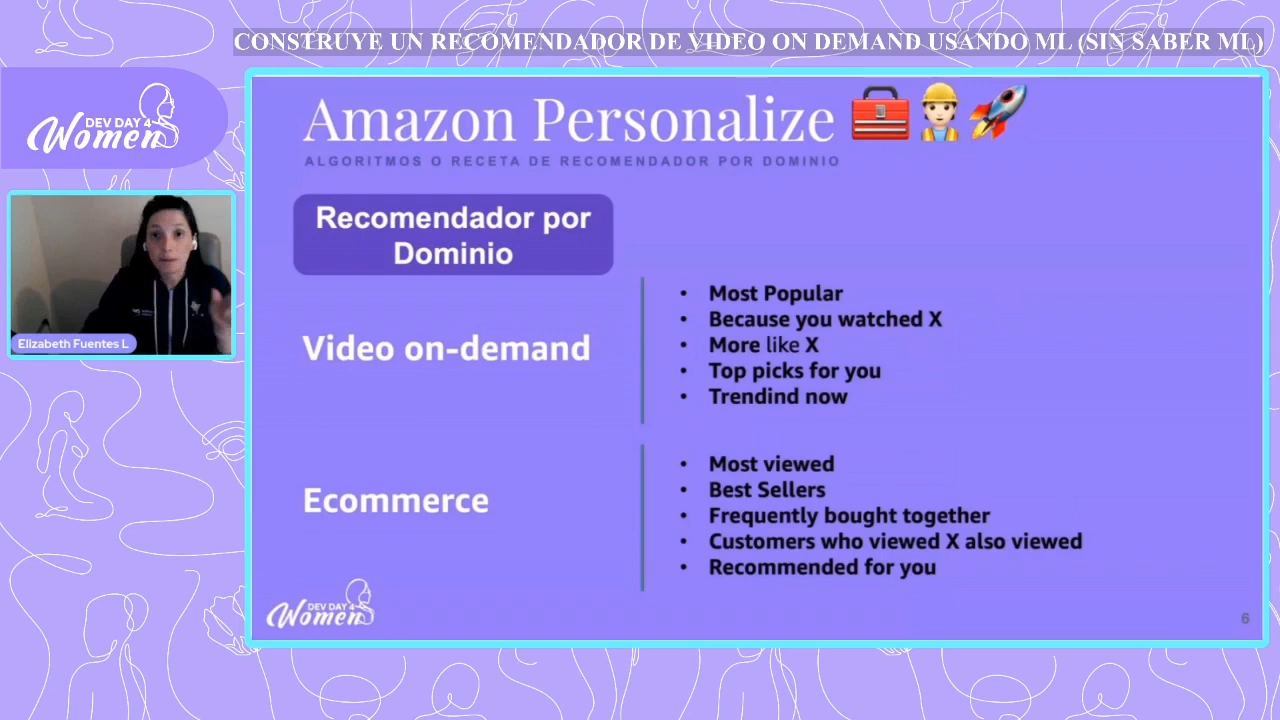 CONSTRUYE UN RECOMENDADOR DE VIDEO ON DEMAND USANDO ML (SIN SABER ML)
DEV DAY 4
Women
Elizabeth Fuentes L
Amazon Personalize
ALGORITMOS O RECETA DE RECOMENDADOR POR DOMINIO
Recomendador por
Dominio
Video on-demand
• Most Popular
• Because you watched X
• More like X
• Top picks for you
• Trendind now
Ecommerce
• Most viewed
• Best Sellers
• Frequently bought together
• Customers who viewed X also viewed
• Recommended for you
DEV DAY 4
Women
6